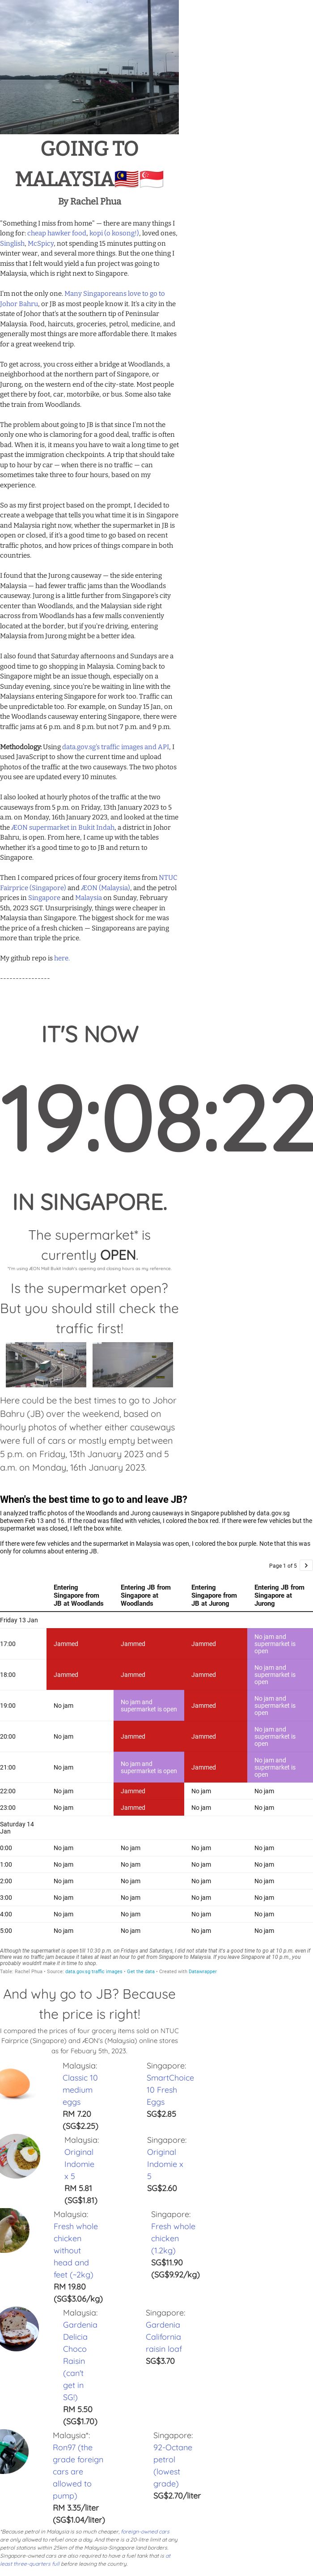 GOING TO
MALAYSIA🇲🇾🇸🇬
By Rachel Phua
"Something I miss from home" — there are many things I
long for: cheap hawker food, kopi (o kosong!), loved ones,
Singlish, McSpicy, not spending 15 minutes putting on
winter wear, and several more things. But the one thing I
miss that I felt would yield a fun project was going to
Malaysia, which is right next to Singapore.
I'm not the only one. Many Singaporeans love to go to
Johor Bahru, or JB as most people know it. It's a city in the
state of Johor that's at the southern tip of Peninsular
Malaysia. Food, haircuts, groceries, petrol, medicine, and
generally most things are more affordable there. It makes
for a great weekend trip.
To get across, you cross either a bridge at Woodlands, a
neighborhood at the northern part of Singapore, or
Jurong, on the western end of the city-state. Most people
get there by foot, car, motorbike, or bus. Some also take
the train from Woodlands.
The problem about going to JB is that since I'm not the
only one who is clamoring for a good deal, traffic is often
bad. When it is, means you have to wait a long time to get
past the immigration checkpoints. A trip that should take
up to hour by car — when there is no traffic — can
sometimes take three to four hours, based on my
experience.
So as my first project based on the prompt, I decided to
create a webpage that tells you what time it is in Singapore
and Malaysia right now, whether the supermarket in JB is
open or closed, if it's a good time to go based on recent
traffic photos, and how prices of things compare in both
countries.
I found that the Jurong causeway — the side entering
Malaysia — had fewer traffic jams than the Woodlands
causeway. Jurong is a little further from Singapore's city
center than Woodlands, and the Malaysian side right
across from Woodlands has a few malls conveniently
located at the border, but if you're driving, entering
Malaysia from Jurong might be a better idea.
I also found that Saturday afternoons and Sundays are a
good time to go shopping in Malaysia. Coming back to
Singapore might be an issue though, especially on a
Sunday evening, since you're be waiting in line with the
Malaysians entering Singapore for work too. Traffic can
be unpredictable too. For example, on Sunday 15 Jan, on
the Woodlands causeway entering Singapore, there were
traffic jams at 6 p.m. and 8 p.m. but not 7 p.m. and 9 p.m.
Methodology: Using data.gov.sg's traffic images and API, I
used JavaScript to show the current time and upload
photos of the traffic at the two causeways. The two photos
you see are updated every 10 minutes.
I also looked at hourly photos of the traffic at the two
causeways from 5 p.m. on Friday, 13th January 2023 to 5
a.m. on Monday, 16th January 2023, and looked at the time
the ÆON supermarket in Bukit Indah, a district in Johor
Bahru, is open. From here, I came up with the tables
whether it's a good time to go to JB and return to
Singapore.
Then I compared prices of four grocery items from NTUC
Fairprice (Singapore) and ÆON (Malaysia), and the petrol
prices in Singapore and Malaysia on Sunday, February
5th, 2023 SGT. Unsurprisingly, things were cheaper in
Malaysia than Singapore. The biggest shock for me was
the price of a fresh chicken — Singaporeans are paying
more than triple the price.
My github repo is here.
----------------
IT'S NOW
19:08:22
IN SINGAPORE.
The supermarket* is
currently OPEN.
*I'm using ÆON Mall Bukit Indah's opening and closing hours as my reference.
Is the supermarket open?
But you should still check the
traffic first!
Here could be the best times to go to Johor
Bahru (JB) over the weekend, based on
hourly photos of whether either causeways
were full of cars or mostly empty between
5 p.m. on Friday, 13th January 2023 and 5
a.m. on Monday, 16th January 2023.
When's the best time to go to and leave JB?
I analyzed traffic photos of the Woodlands and Jurong causeways in Singapore published by data.gov.sg
between Feb 13 and 16. If the road was filled with vehicles, I colored the box red. If there were few vehicles but the
supermarket was closed, I left the box white.
If there were few vehicles and the supermarket in Malaysia was open, I colored the box purple. Note that this was
only for columns about entering JB.
Page 1 of 5 >
Entering Singapore from JB at Woodlands Entering JB from Singapore at Woodlands Entering Singapore from JB at Jurong Entering JB from Singapore at Jurong
Friday 13 Jan
17:00 Jammed Jammed Jammed No jam and supermarket is open
18:00 Jammed Jammed Jammed No jam and supermarket is open
19:00 No jam No jam and supermarket is open Jammed No jam and supermarket is open
20:00 No jam Jammed Jammed No jam and supermarket is open
21:00 No jam No jam and supermarket is open Jammed No jam and supermarket is open
22:00 No jam Jammed No jam No jam
23:00 No jam Jammed No jam No jam
Saturday 14 Jan
0:00 No jam No jam No jam No jam
1:00 No jam No jam No jam No jam
2:00 No jam No jam No jam No jam
3:00 No jam No jam No jam No jam
4:00 No jam No jam No jam No jam
5:00 No jam No jam No jam No jam
Although the supermarket is open till 10.30 p.m. on Fridays and Saturdays, I did not state that it's a good time to go at 10 p.m. even if
there was no traffic jam because it takes at least an hour to get from Singapore to Malaysia. If you leave Singapore at 10 p.m., you
probably wouldn't make it in time to shop.
Table: Rachel Phua • Source: data.gov.sg traffic images • Get the data • Created with Datawrapper
And why go to JB? Because
the price is right!
I compared the prices of four grocery items sold on NTUC
Fairprice (Singapore) and ÆON's (Malaysia) online stores
as for Febuary 5th, 2023.
Malaysia:
Classic 10
medium
eggs
RM 7.20
(SG$2.25)
Singapore:
SmartChoice
10 Fresh
Eggs
SG$2.85
Malaysia:
Original
Indomie
x 5
RM 5.81
(SG$1.81)
Singapore:
Original
Indomie x
5
SG$2.60
Malaysia:
Fresh whole
chicken
without
head and
feet (~2kg)
RM 19.80
(SG$3.06/kg)
Singapore:
Fresh whole
chicken
(1.2kg)
SG$11.90
(SG$9.92/kg)
Malaysia:
Gardenia
Delicia
Choco
Raisin
(can't
get in
SG!)
RM 5.50
(SG$1.70)
Singapore:
Gardenia
California
raisin loaf
SG$3.70
Malaysia*:
Ron97 (the
grade foreign
cars are
allowed to
pump)
RM 3.35/liter
(SG$1.04/liter)
Singapore:
92-Octane
petrol
(lowest
grade)
SG$2.70/liter
*Because petrol in Malaysia is so much cheaper, foreign-owned cars
are only allowed to refuel once a day. And there is a 20-litre limit at any
petrol stations within 25km of the Malaysia-Singapore land borders.
Singapore-owned cars are also required to have a fuel tank that is at
least three-quarters full before leaving the country.